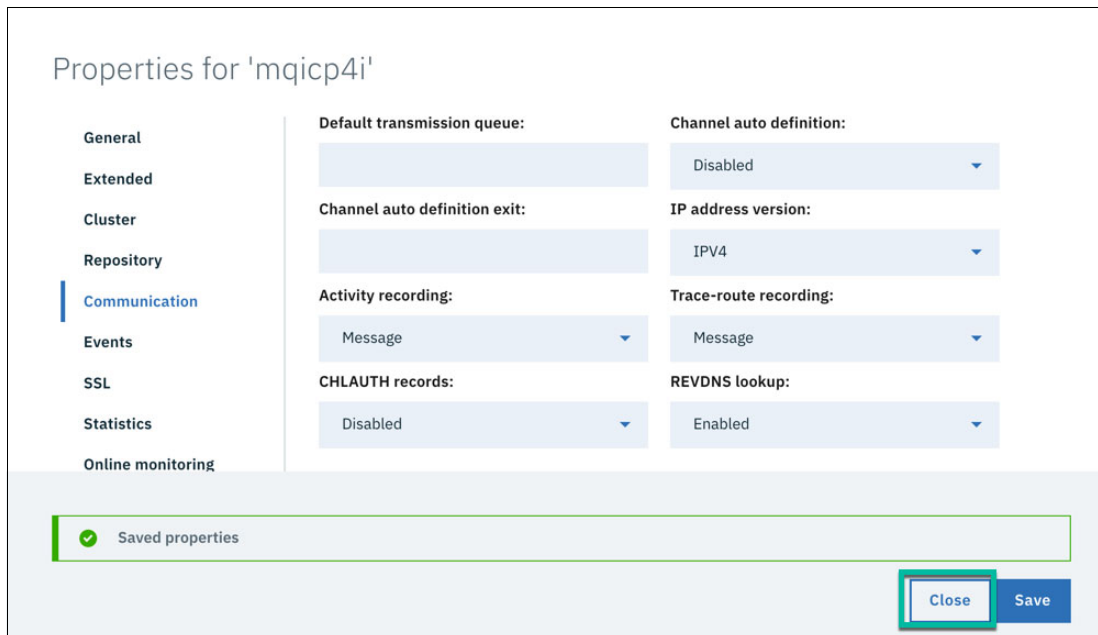 Properties for 'mqicp4i'
General
Extended
Cluster
Repository
Communication
Events
SSL
Statistics
Online monitoring
Default transmission queue:
Channel auto definition:
Disabled
Channel auto definition exit:
IP address version:
IPV4
Activity recording:
Trace-route recording:
Message
Message
CHLAUTH records:
REVDNS lookup:
Disabled
Enabled
Saved properties
Close
Save